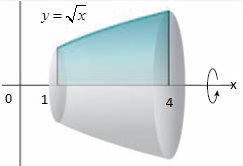 y = √x
x
0 1 4